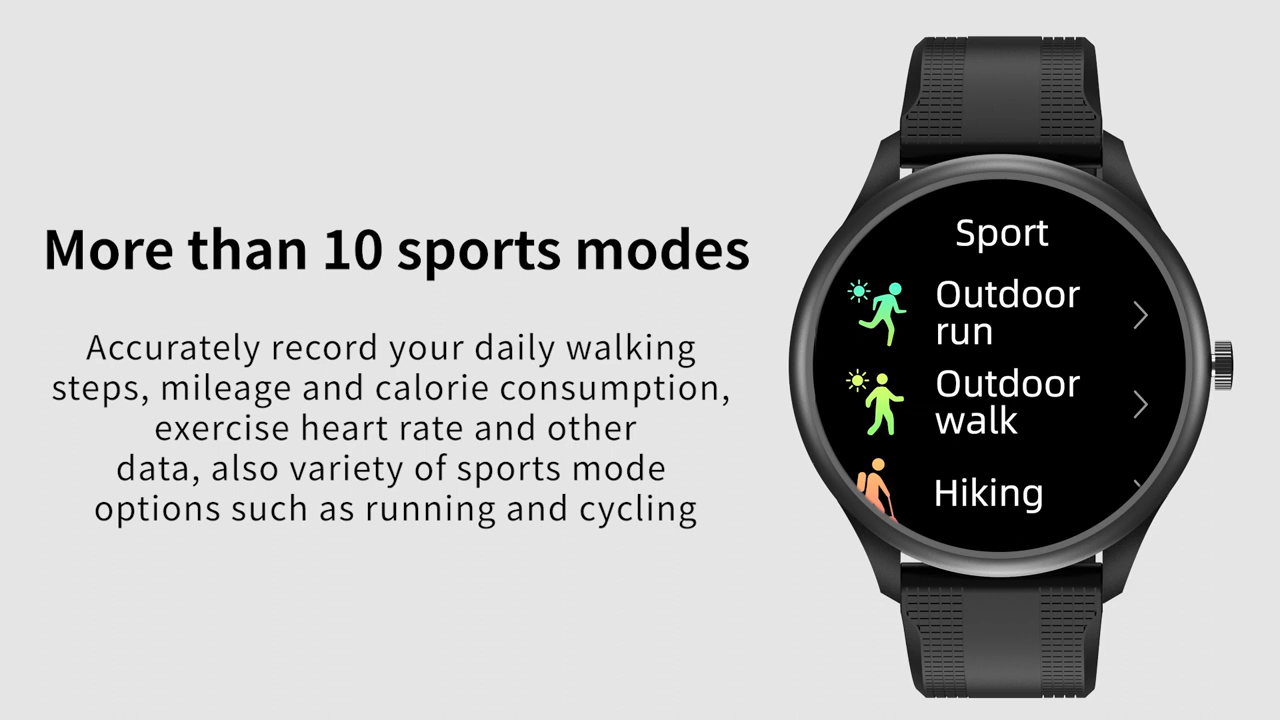 More than 10 sports modes
Accurately record your daily walking
steps, mileage and calorie consumption,
exercise heart rate and other
data, also variety of sports mode
options such as running and cycling
Sport
Outdoor
run
Outdoor
walk
Hiking